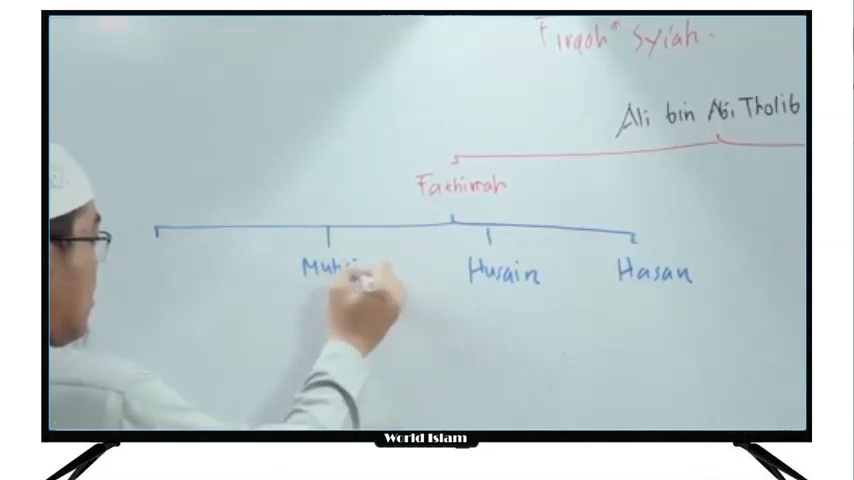 Firqoh Syiah.
Ali bin Abi Tholib
Fathimah
Husain Hasan
World Islam